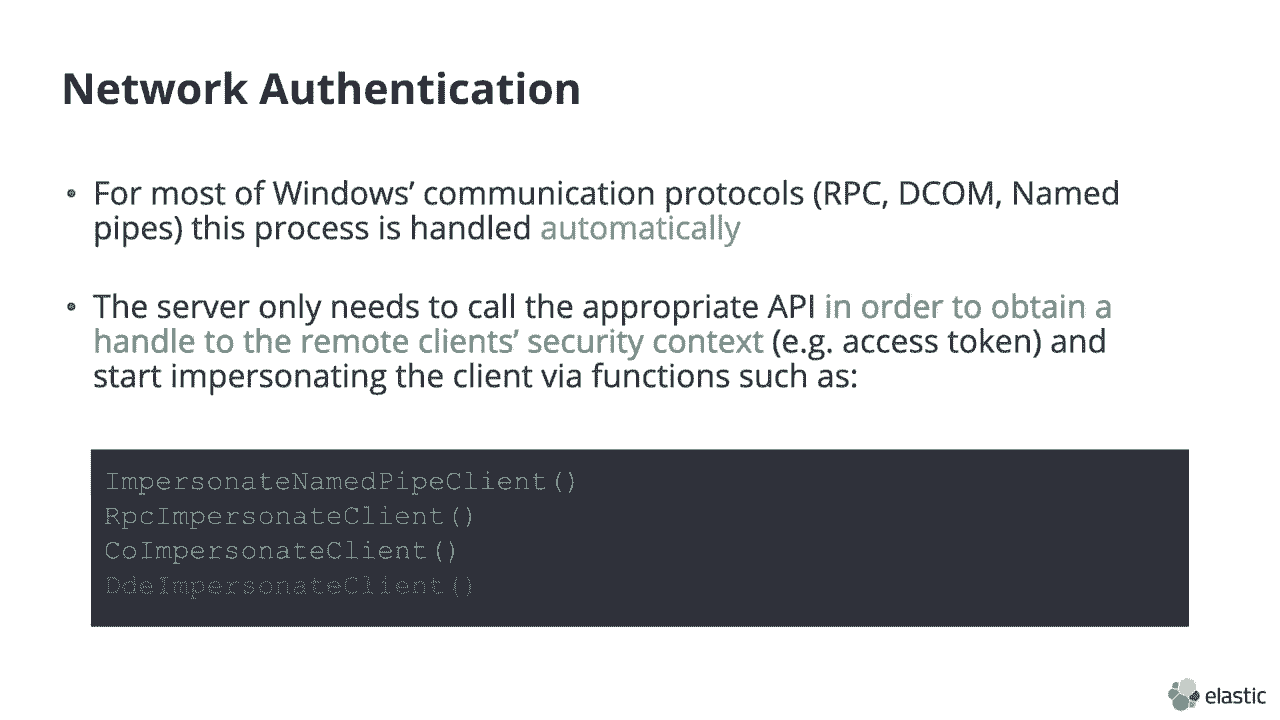 Network Authentication
• For most of Windows’ communication protocols (RPC, DCOM, Named
pipes) this process is handled automatically
• The server only needs to call the appropriate API in order to obtain a
handle to the remote clients’ security context (e.g. access token) and
start impersonating the client via functions such as:
ImpersonateNamedPipeClient()
RpcImpersonateClient()
CoImpersonateClient()
DdeImpersonateClient()
elastic